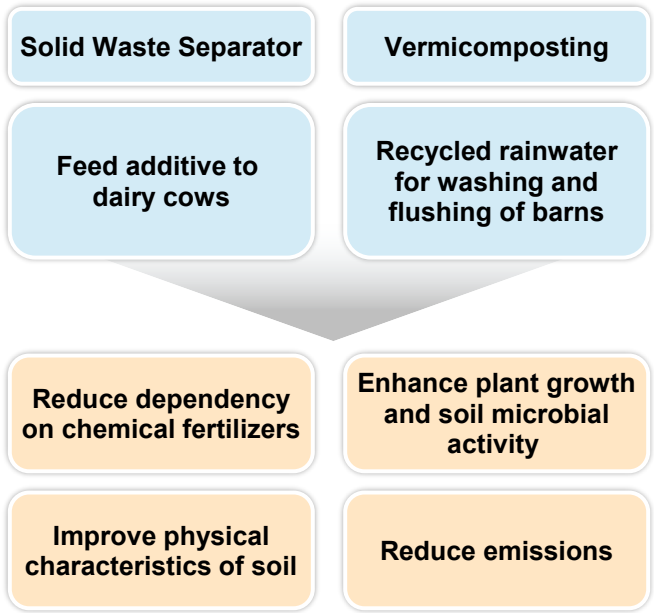 Solid Waste Separator
Vermicomposting
Feed additive to
dairy cows
Recycled rainwater
for washing and
flushing of barns
Reduce dependency
on chemical fertilizers
Enhance plant growth
and soil microbial
activity
Improve physical
characteristics of soil
Reduce emissions